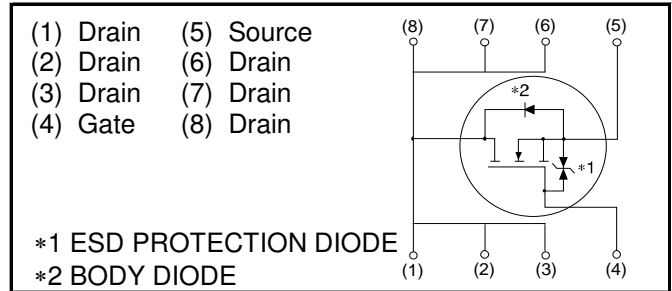 (1) Drain (5) Source
(2) Drain (6) Drain
(3) Drain (7) Drain
(4) Gate (8) Drain
(8) (7) (6) (5)
∗2
∗1
∗1 ESD PROTECTION DIODE
∗2 BODY DIODE
(1) (2) (3) (4)